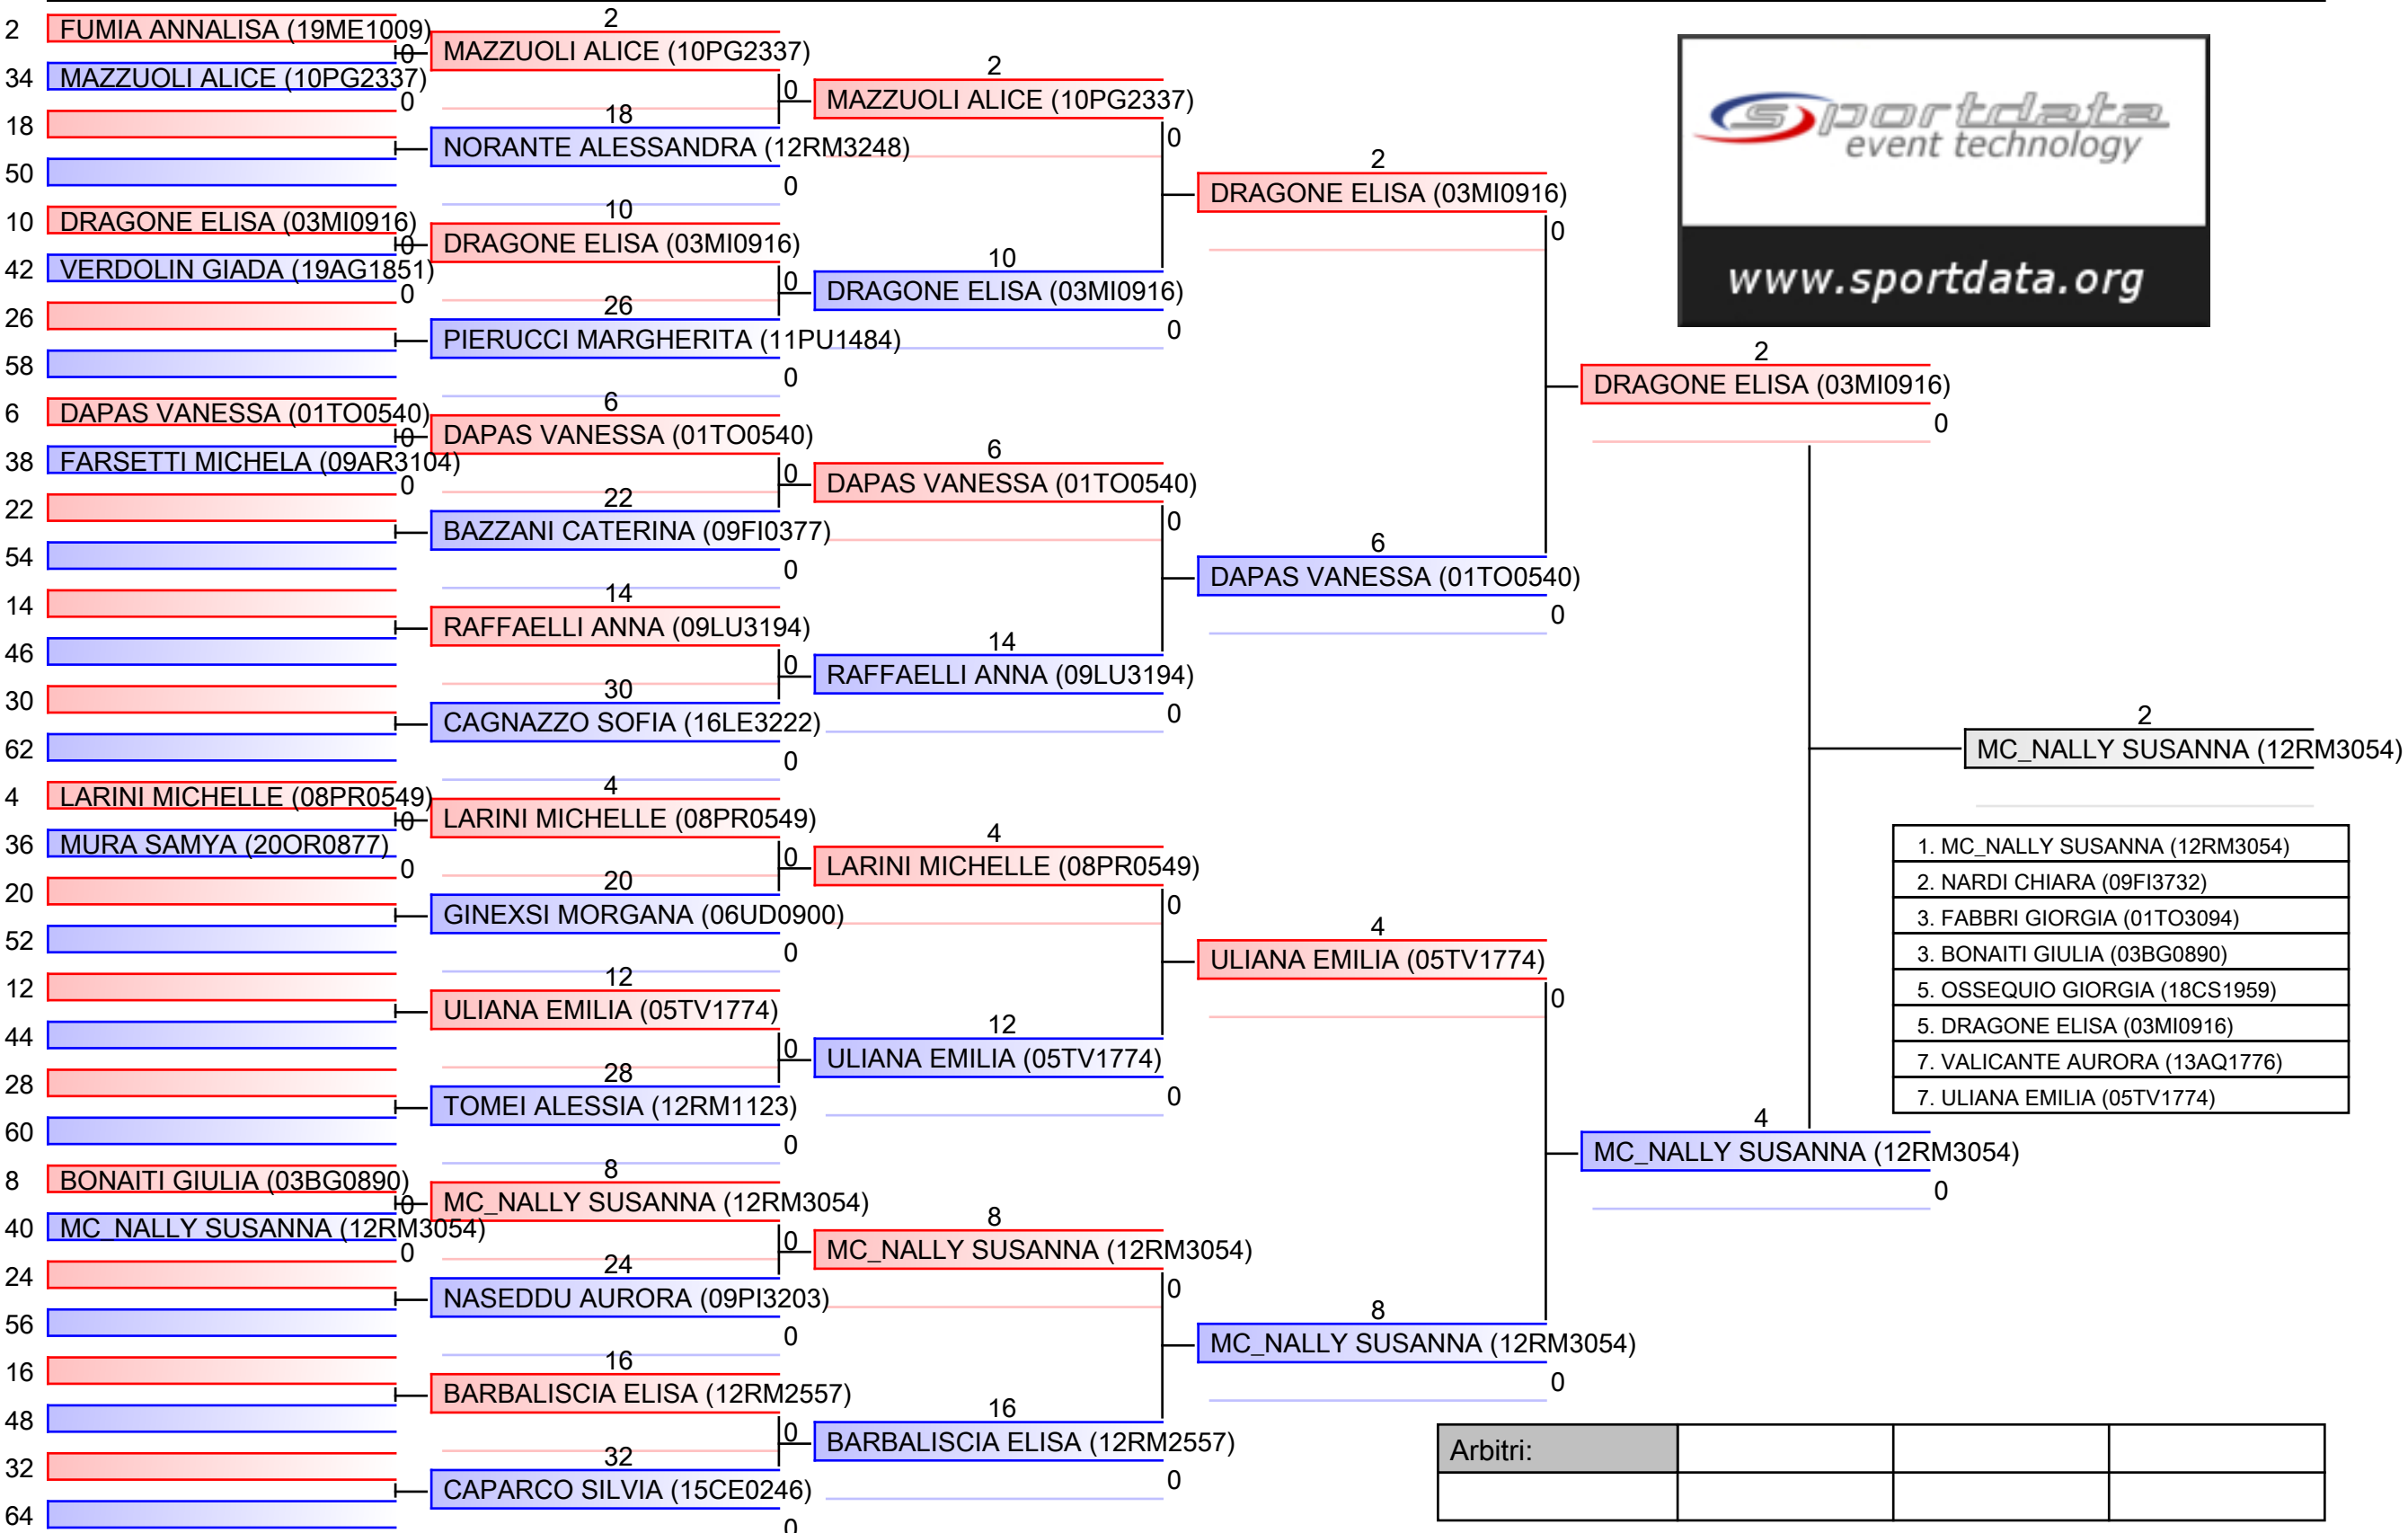 2 FUMIA ANNALISA (19ME1009)
0
34 MAZZUOLI ALICE (10PG2337)
0
18
50
10 DRAGONE ELISA (03MI0916)
0
42 VERDOLIN GIADA (19AG1851)
0
26
58
6 DAPAS VANESSA (01TO0540)
0
38 FARSETTI MICHELA (09AR3104)
0
22
54
14
46
30
62
4 LARINI MICHELLE (08PR0549)
0
36 MURA SAMYA (20OR0877)
0
20
52
12
44
28
60
8 BONAITI GIULIA (03BG0890)
0
40 MC_NALLY SUSANNA (12RM3054)
0
24
56
16
48
32
64
2
MAZZUOLI ALICE (10PG2337)
0
18
NORANTE ALESSANDRA (12RM3248)
0
10
DRAGONE ELISA (03MI0916)
0
26
PIERUCCI MARGHERITA (11PU1484)
0
6
DAPAS VANESSA (01TO0540)
0
22
BAZZANI CATERINA (09FI0377)
0
14
RAFFAELLI ANNA (09LU3194)
0
30
CAGNAZZO SOFIA (16LE3222)
0
4
LARINI MICHELLE (08PR0549)
0
20
GINEXSI MORGANA (06UD0900)
0
12
ULIANA EMILIA (05TV1774)
0
28
TOMEI ALESSIA (12RM1123)
0
8
MC_NALLY SUSANNA (12RM3054)
0
24
NASEDDU AURORA (09PI3203)
0
16
BARBALISCIA ELISA (12RM2557)
0
32
CAPARCO SILVIA (15CE0246)
0
2
MAZZUOLI ALICE (10PG2337)
0
10
DRAGONE ELISA (03MI0916)
0
6
DAPAS VANESSA (01TO0540)
0
14
RAFFAELLI ANNA (09LU3194)
0
4
LARINI MICHELLE (08PR0549)
0
12
ULIANA EMILIA (05TV1774)
0
8
MC_NALLY SUSANNA (12RM3054)
0
16
BARBALISCIA ELISA (12RM2557)
0
2
DRAGONE ELISA (03MI0916)
0
6
DAPAS VANESSA (01TO0540)
0
4
ULIANA EMILIA (05TV1774)
0
8
MC_NALLY SUSANNA (12RM3054)
0
2
DRAGONE ELISA (03MI0916)
0
4
MC_NALLY SUSANNA (12RM3054)
0
2
MC_NALLY SUSANNA (12RM3054)
sportdata
event technology
www.sportdata.org
1. MC_NALLY SUSANNA (12RM3054)
2. NARDI CHIARA (09FI3732)
3. FABBRI GIORGIA (01TO3094)
3. BONAITI GIULIA (03BG0890)
5. OSSEQUIO GIORGIA (18CS1959)
5. DRAGONE ELISA (03MI0916)
7. VALICANTE AURORA (13AQ1776)
7. ULIANA EMILIA (05TV1774)
Arbitri: